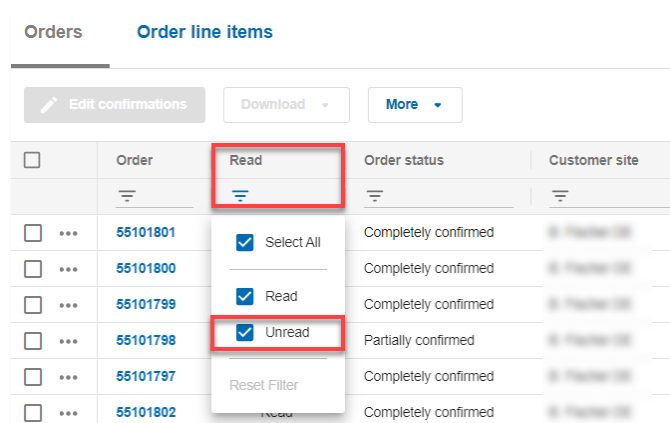 Orders Order line items
Edit confirmations Download More
Order Read Order status Customer site
55101801 Select All Completely confirmed
55101800 Completely confirmed
55101799 Read Completely confirmed
55101798 Unread Partially confirmed
55101797 Completely confirmed
Reset Filter
55101802 Read Completely confirmed